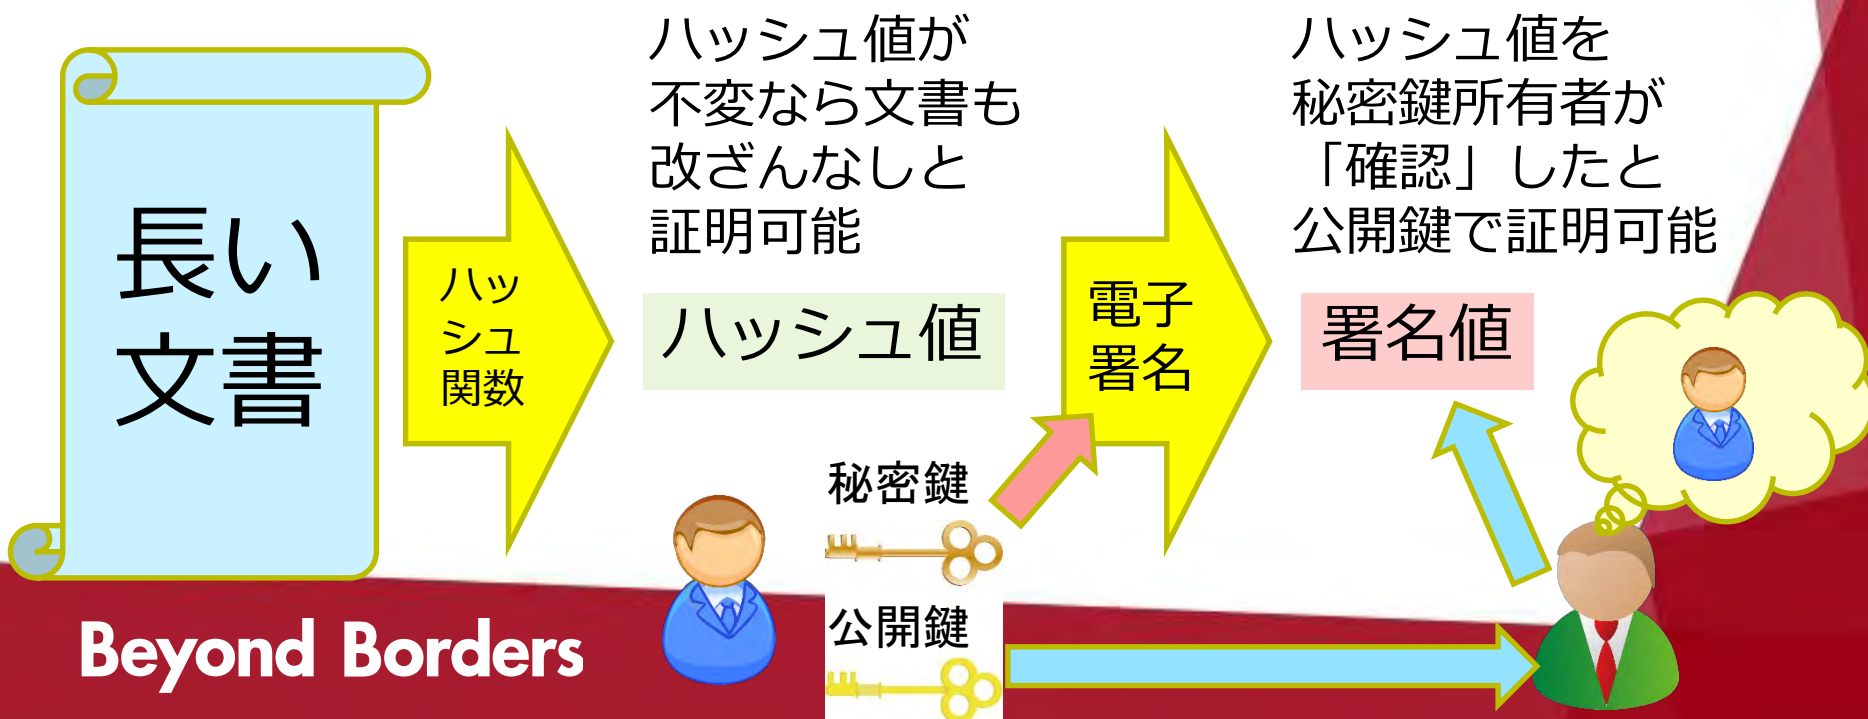 長い
文書
ハッ
シュ
関数
ハッシュ値が
不変なら文書も
改ざんなしと
証明可能
ハッシュ値
電子
署名
ハッシュ値を
秘密鍵所有者が
「確認」したと
公開鍵で証明可能
署名値
秘密鍵
公開鍵
Beyond Borders